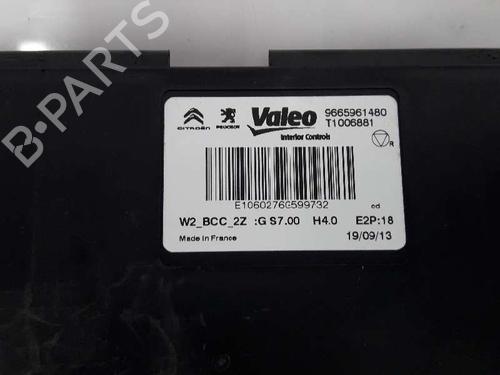 B-PARTS
CITROËN PEUGEOT Valeo 9665961480
T1006881
Interior Controls
R
E1060276G599732 cd
W2_BCC_2Z :G S7.00 H4.0 E2P:18
Made in France 19/09/13